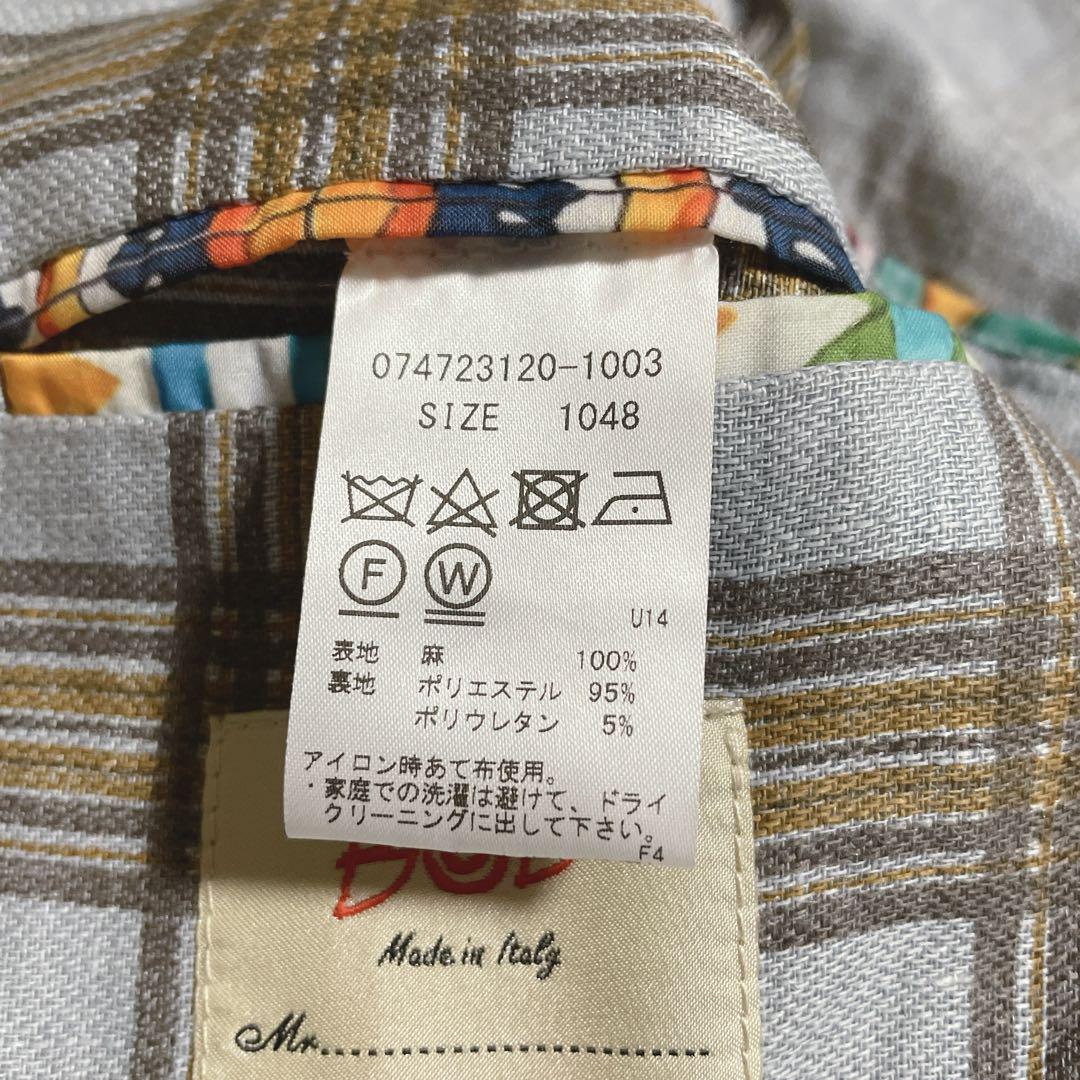 074723120-1003
SIZE 1048
F W
U14
表地 麻 100%
裏地 ポリエステル 95%
ポリウレタン 5%
アイロン時あて布使用。
・家庭での洗濯は避けて、ドライ
クリーニングに出して下さい。
F4
Made in Italy
Mr.